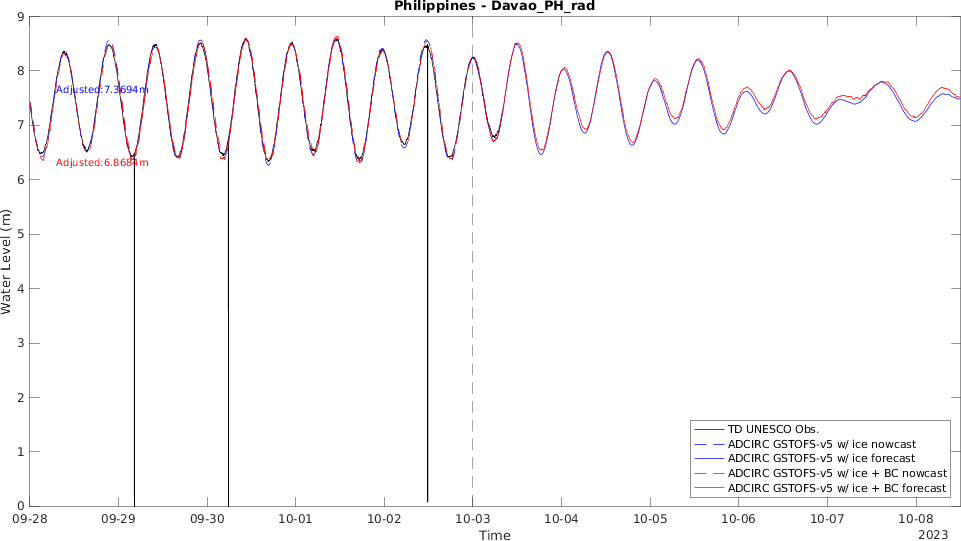 Philippines - Davao_PH_rad
9
8
7
6
5
4
3
2
1
0
Water Level (m)
Adjusted:7.3694m
Adjusted:6.8684m
TD UNESCO Obs.
ADCIRC GSTOFS-v5 w/ ice nowcast
ADCIRC GSTOFS-v5 w/ ice forecast
ADCIRC GSTOFS-v5 w/ ice + BC nowcast
ADCIRC GSTOFS-v5 w/ ice + BC forecast
09-28 09-29 09-30 10-01 10-02 10-03 10-04 10-05 10-06 10-07 10-08
Time
2023